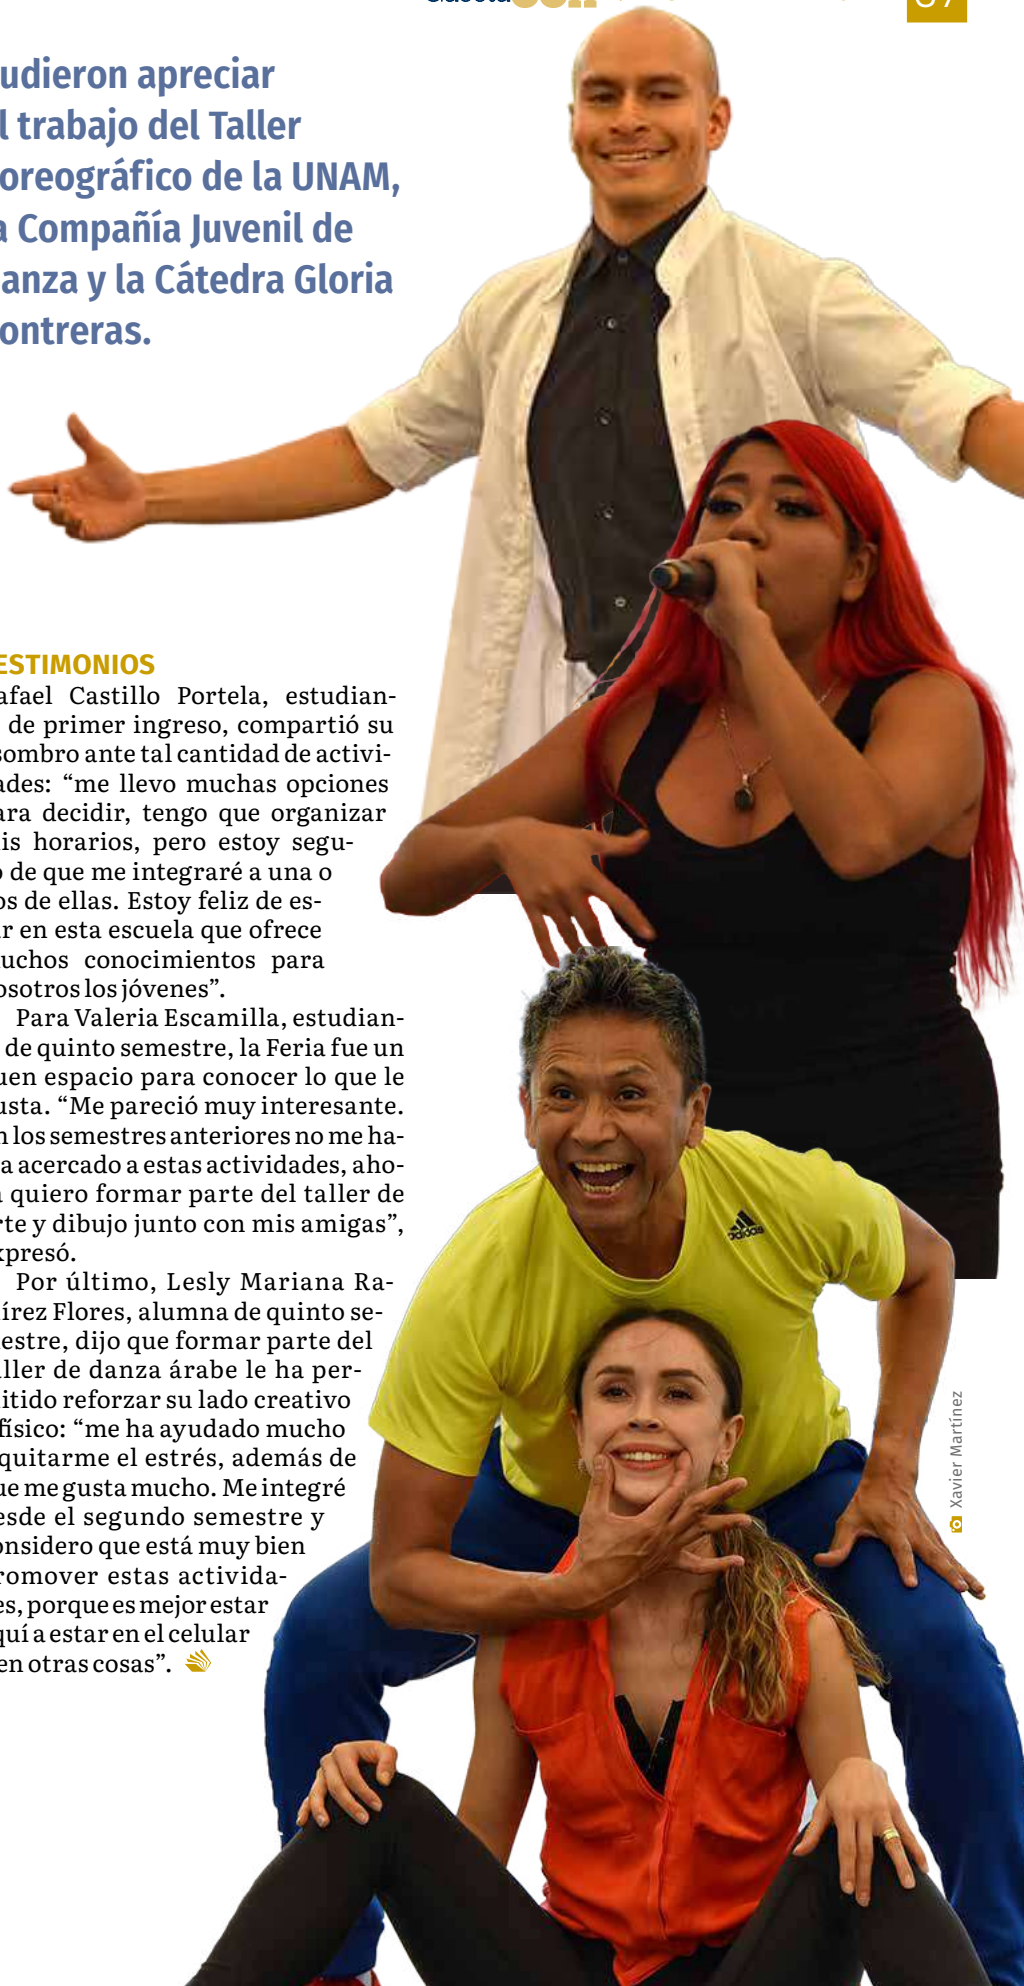 udieron apreciar
l trabajo del Taller
oreográfico de la UNAM,
a Compañía Juvenil de
anza y la Cátedra Gloria
ontreras.
ESTIMONIOS
afael Castillo Portela, estudian-
de primer ingreso, compartió su
sombro ante tal cantidad de activi-
ades: “me llevo muchas opciones
ara decidir, tengo que organizar
is horarios, pero estoy segu-
o de que me integraré a una o
os de ellas. Estoy feliz de es-
ar en esta escuela que ofrece
uchos conocimientos para
osotros los jóvenes”.
Para Valeria Escamilla, estudian-
de quinto semestre, la Feria fue un
uen espacio para conocer lo que le
usta. “Me pareció muy interesante.
n los semestres anteriores no me ha-
a acercado a estas actividades, aho-
a quiero formar parte del taller de
rte y dibujo junto con mis amigas”,
xpresó.
Por último, Lesly Mariana Ra-
írez Flores, alumna de quinto se-
estre, dijo que formar parte del
aller de danza árabe le ha per-
itido reforzar su lado creativo
físico: “me ha ayudado mucho
quitarme el estrés, además de
ue me gusta mucho. Me integré
esde el segundo semestre y
onsidero que está muy bien
romover estas activida-
es, porque es mejor estar
quí a estar en el celular
en otras cosas”.
adidas
Xavier Martínez